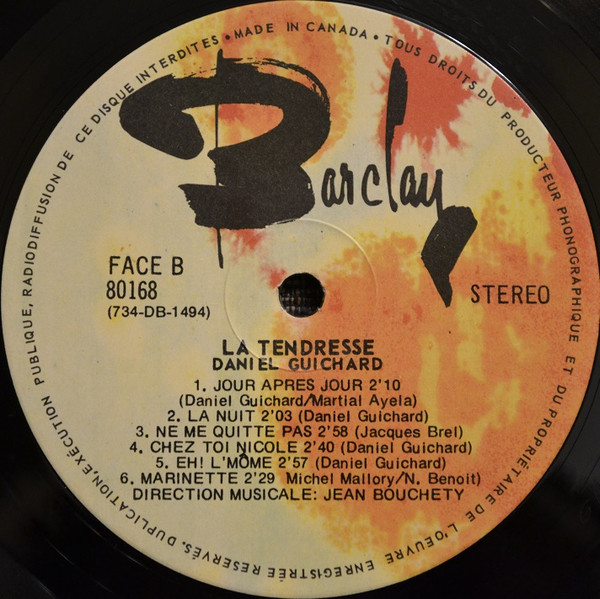 • MADE IN CANADA • TOUS DROITS DU PRODUCTEUR PHONOGRAPHIQUE ET DU PROPRIÉTAIRE DE L'OEUVRE ENREGISTRÉE RESERVÉS. DUPLICATION, EXÉCUTION PUBLIQUE, RADIODIFFUSION DE CE DISQUE INTERDITES
Barclay
FACE B
80168
(734-DB-1494)
STEREO
LA TENDRESSE
DANIEL GUICHARD
1. JOUR APRES JOUR 2'10
(Daniel Guichard/Martial Ayela)
2. LA NUIT 2'03 (Daniel Guichard)
3. NE ME QUITTE PAS 2'58 (Jacques Brel)
4. CHEZ TOI NICOLE 2'40 (Daniel Guichard)
5. EH! L'MÔME 2'57 (Daniel Guichard)
6. MARINETTE 2'29 Michel Mallory/N. Benoit)
DIRECTION MUSICALE: JEAN BOUCHETY